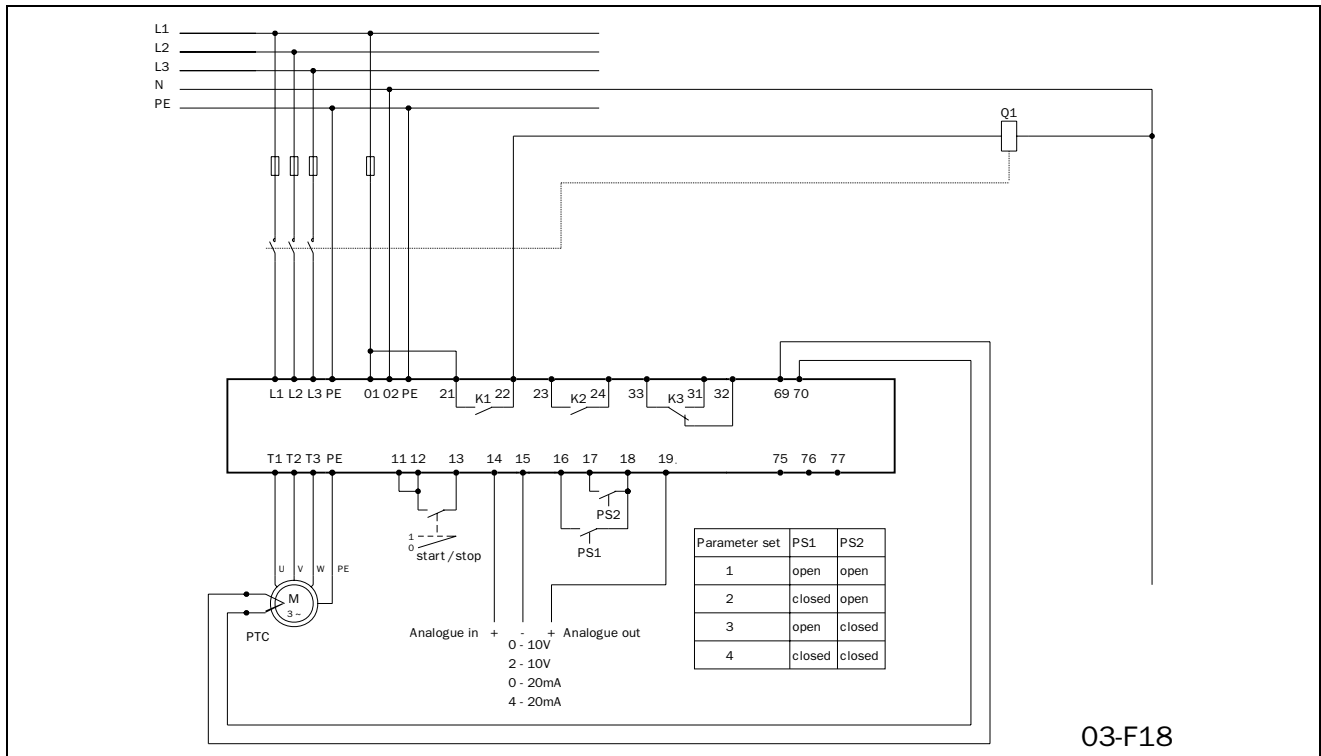 L1
L2
L3
N
PE
Q1
L1 L2 L3 PE 01 02 PE 21 K1 22 23 K2 24 33 K3 31 32 69 70
T1 T2 T3 PE 11 12 13 14 15 16 17 18 19. 75 76 77
1
0
start/stop
PS2
PS1
U V W PE
M
3~
PTC
Analogue in + - + Analogue out
0 - 10V
2 - 10V
0 - 20mA
4 - 20mA
Parameter set PS1 PS2
1 open open
2 closed open
3 open closed
4 closed closed
03-F18